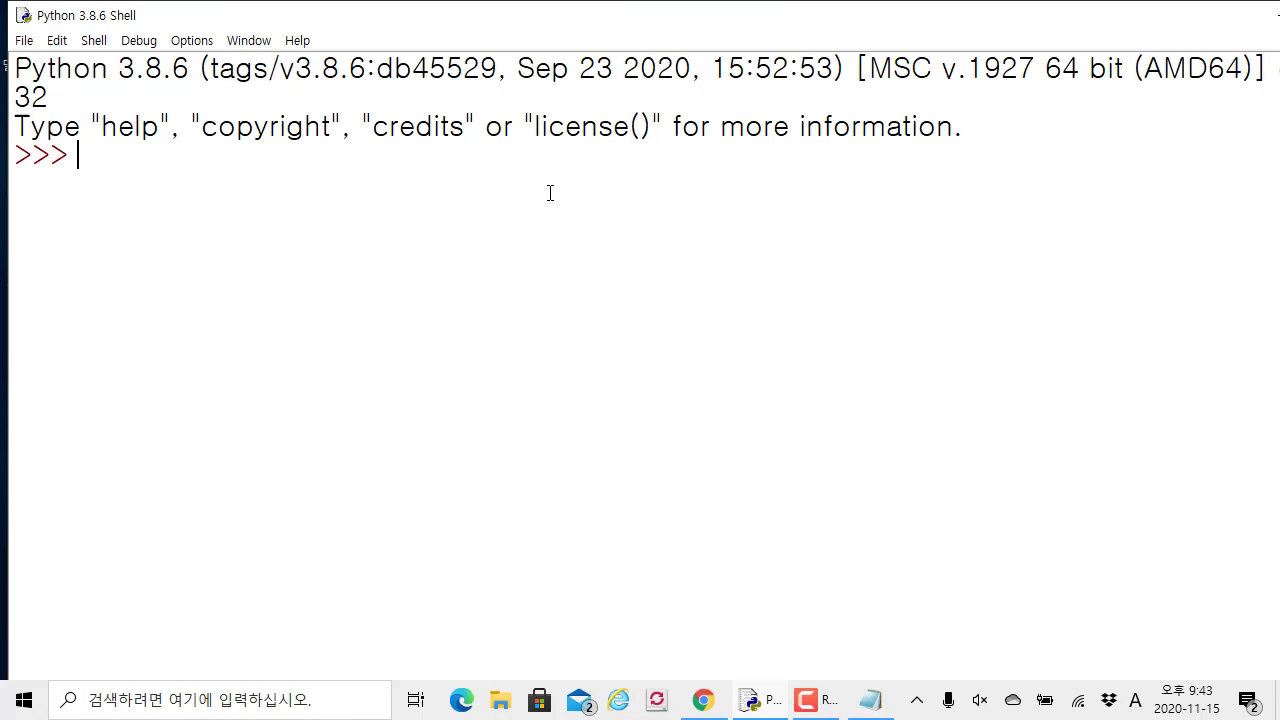 Python 3.8.6 Shell
File Edit Shell Debug Options Window Help
Python 3.8.6 (tags/v3.8.6:db45529, Sep 23 2020, 15:52:53) [MSC v.1927 64 bit (AMD64)]
32
Type "help", "copyright", "credits" or "license()" for more information.
>>>
검색하려면 여기에 입력하십시오.
2
P...
R...
A
오후 9:43
2020-11-15
2